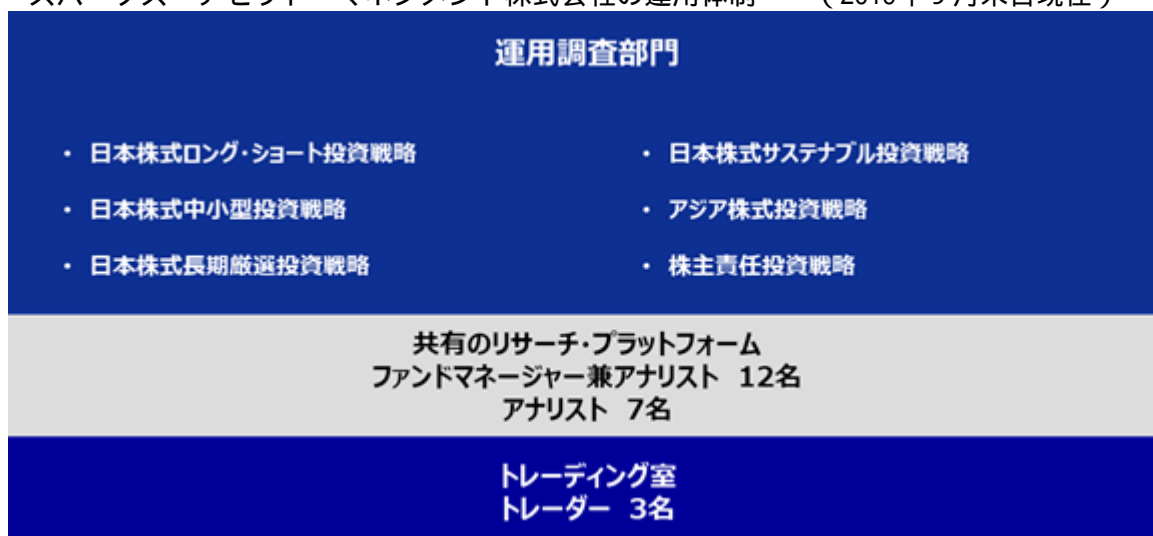 運用調査部門
・ 日本株式ロング・ショート投資戦略
・ 日本株式中小型投資戦略
・ 日本株式長期厳選投資戦略
・ 日本株式サステナブル投資戦略
・ アジア株式投資戦略
・ 株主責任投資戦略
共有のリサーチ・プラットフォーム
ファンドマネージャー兼アナリスト 12名
アナリスト 7名
トレーディング室
トレーダー 3名